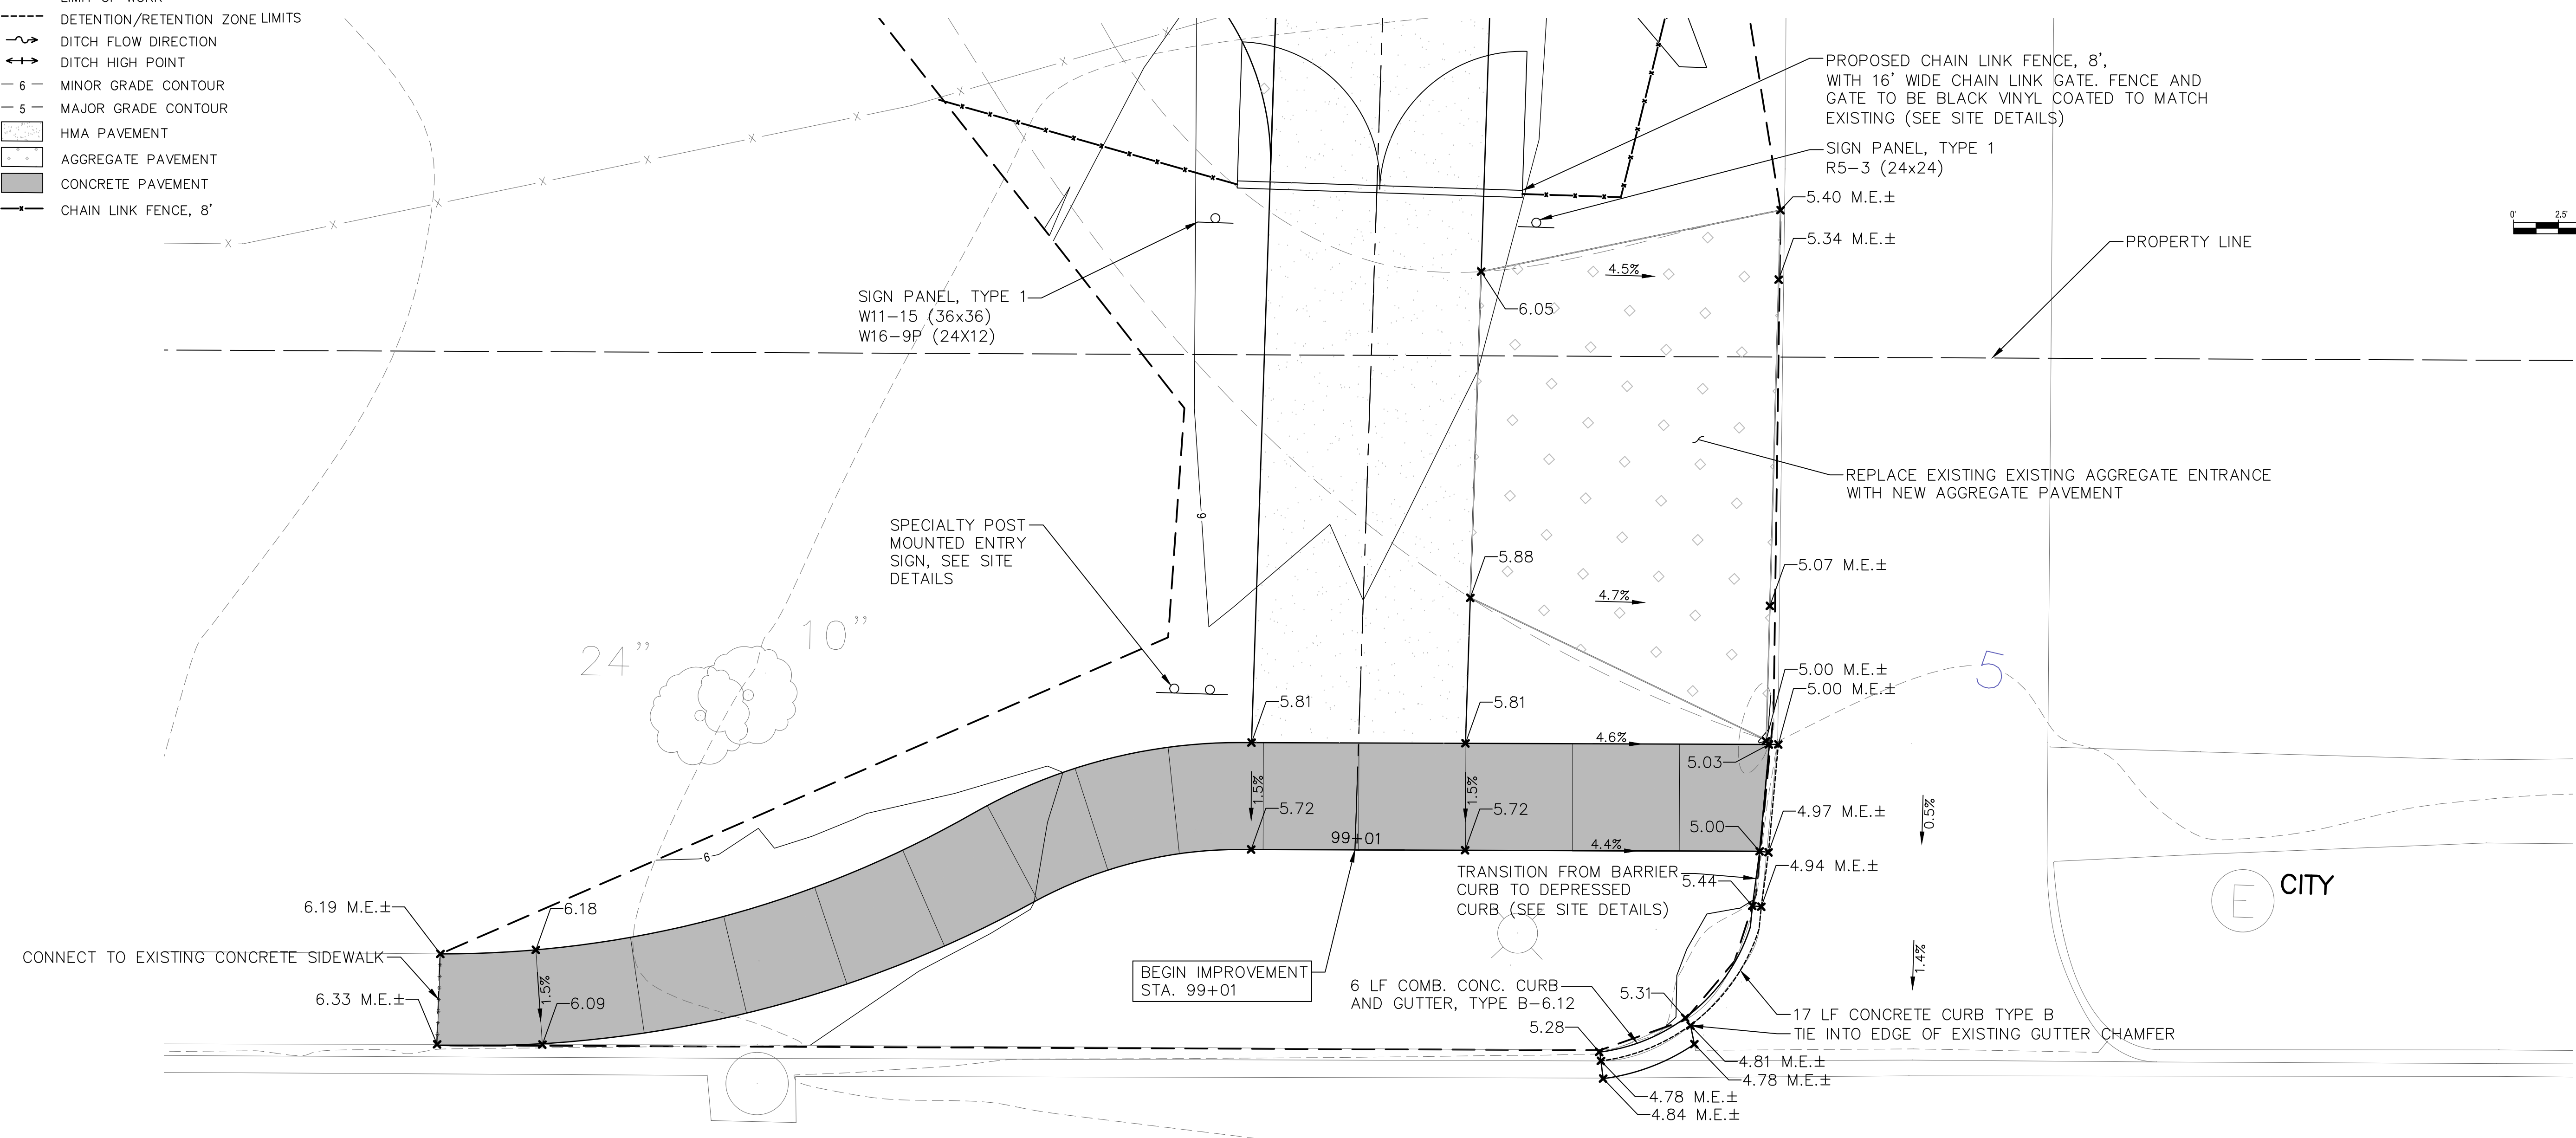 DETENTION/RETENTION ZONE LIMITS
DITCH FLOW DIRECTION
DITCH HIGH POINT
6 MINOR GRADE CONTOUR
5 MAJOR GRADE CONTOUR
HMA PAVEMENT
AGGREGATE PAVEMENT
CONCRETE PAVEMENT
CHAIN LINK FENCE, 8'
PROPOSED CHAIN LINK FENCE, 8',
WITH 16' WIDE CHAIN LINK GATE. FENCE AND
GATE TO BE BLACK VINYL COATED TO MATCH
EXISTING (SEE SITE DETAILS)
SIGN PANEL, TYPE 1
R5-3 (24x24)
5.40 M.E.±
5.34 M.E.±
PROPERTY LINE
0' 2.5'
4.5%
6.05
SIGN PANEL, TYPE 1
W11-15 (36x36)
W16-9P (24X12)
REPLACE EXISTING EXISTING AGGREGATE ENTRANCE
WITH NEW AGGREGATE PAVEMENT
6
SPECIALTY POST
MOUNTED ENTRY
SIGN, SEE SITE
DETAILS
5.88
5.07 M.E.±
4.7%
24"
10"
5.00 M.E.±
5.00 M.E.±
5
5.81
5.81
4.6%
5.03
1.5%
1.5%
5.72
5.72
99+01
4.4%
5.00
4.97 M.E.±
0.5%
6
TRANSITION FROM BARRIER
CURB TO DEPRESSED
CURB (SEE SITE DETAILS)
5.44
4.94 M.E.±
E
CITY
6.19 M.E.±
6.18
CONNECT TO EXISTING CONCRETE SIDEWALK
6.33 M.E.±
1.5%
6.09
BEGIN IMPROVEMENT
STA. 99+01
6 LF COMB. CONC. CURB
AND GUTTER, TYPE B-6.12
5.31
5.28
1.4%
17 LF CONCRETE CURB TYPE B
TIE INTO EDGE OF EXISTING GUTTER CHAMFER
4.81 M.E.±
4.78 M.E.±
4.78 M.E.±
4.84 M.E.±